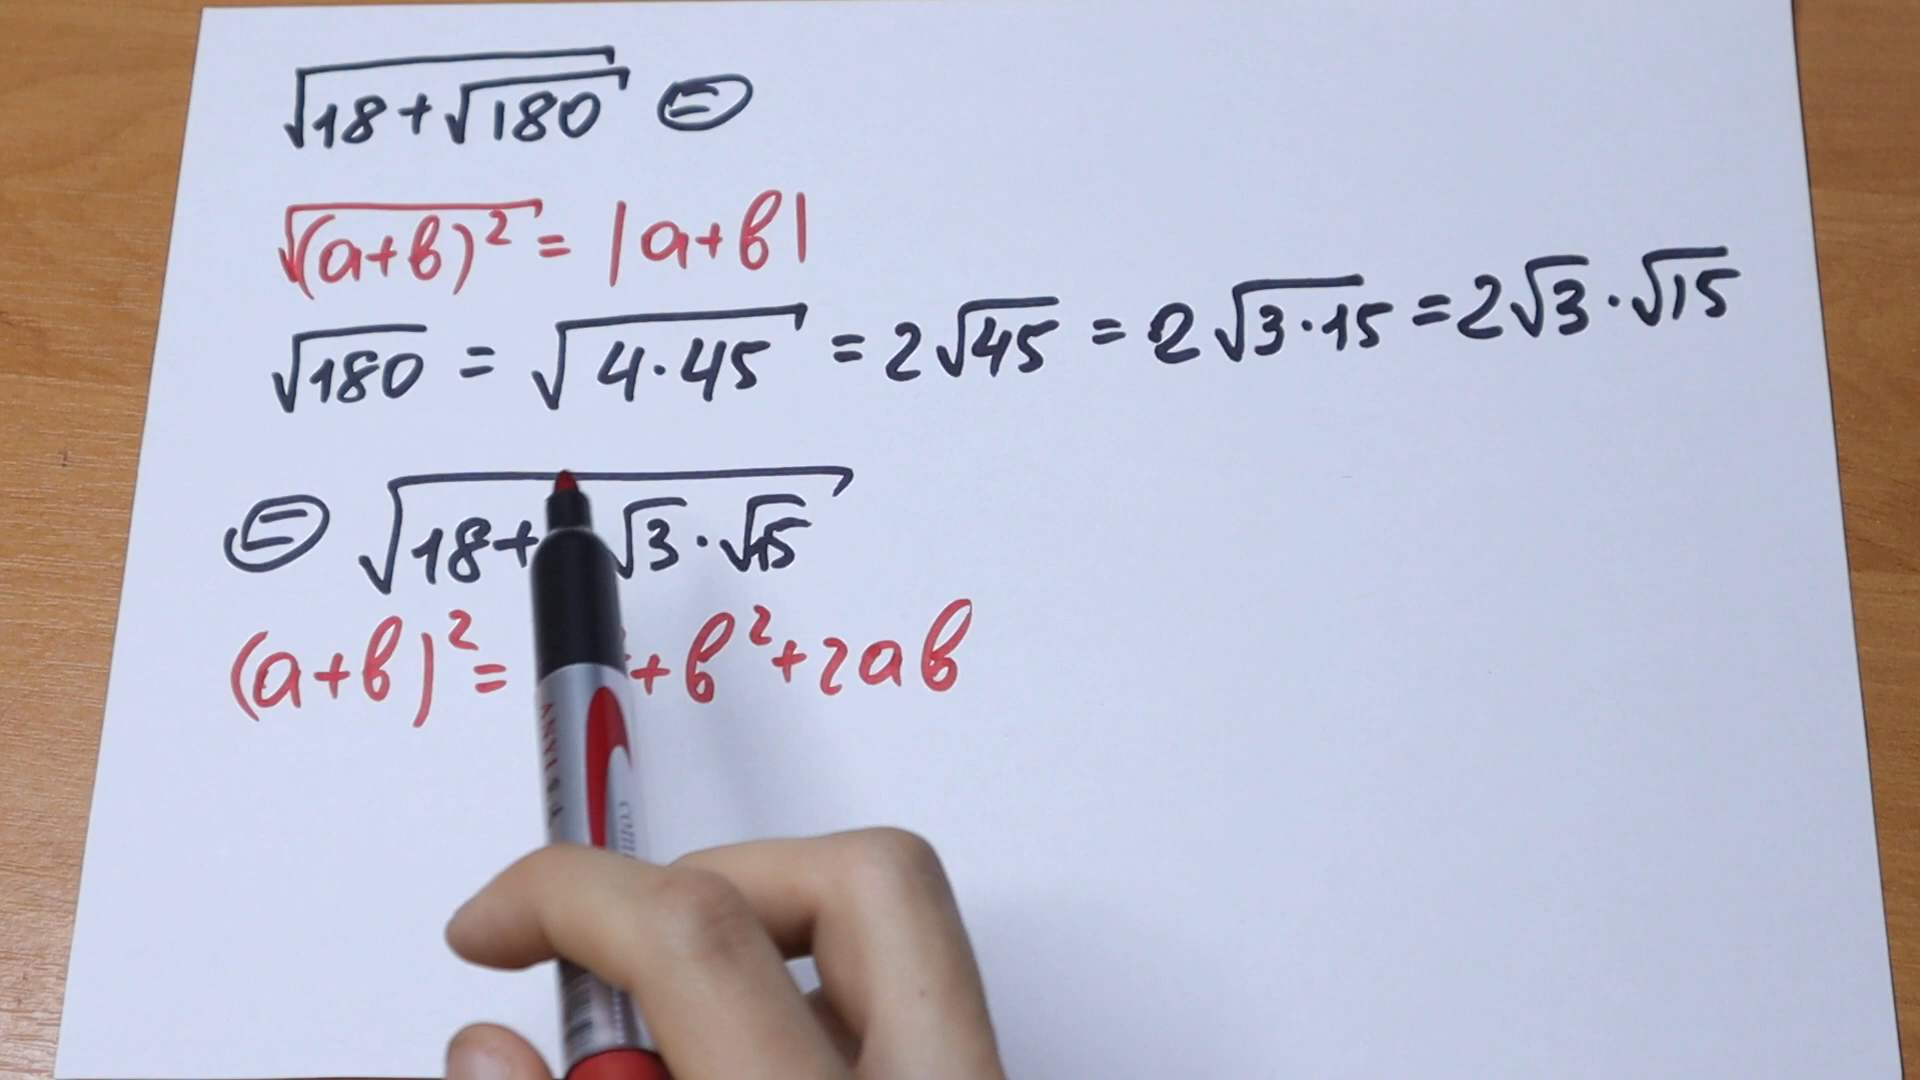 √(18+√180) =
√(a+b)² = |a+b|
√180 = √(4·45) = 2√45 = 2√(3·15) = 2√3·√15
= √(18+ √3·√15)
(a+b)² = ²+b²+2ab